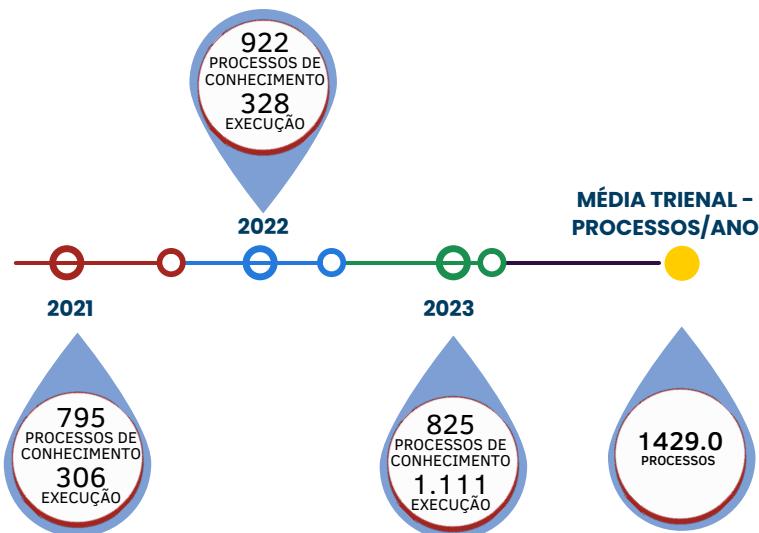 922
PROCESSOS DE
CONHECIMENTO
328
EXECUÇÃO
2022
MÉDIA TRIENAL -
PROCESSOS/ANO
2021
2023
795
PROCESSOS DE
CONHECIMENTO
306
EXECUÇÃO
825
PROCESSOS DE
CONHECIMENTO
1.111
EXECUÇÃO
1429.0
PROCESSOS